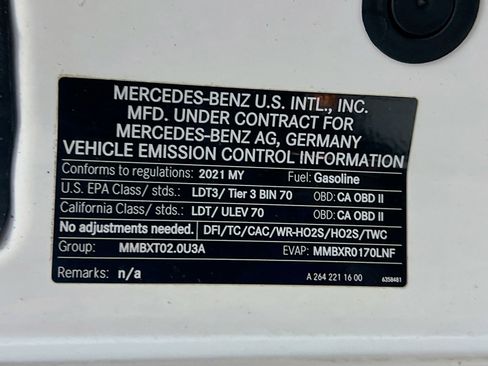 MERCEDES-BENZ U.S. INTL., INC.
MFD. UNDER CONTRACT FOR
MERCEDES-BENZ AG, GERMANY
VEHICLE EMISSION CONTROL INFORMATION
Conforms to regulations: 2021 MY Fuel: Gasoline
U.S. EPA Class/ stds.: LDT3/ Tier 3 BIN 70 OBD: CA OBD II
California Class/ stds.: LDT/ ULEV 70 OBD: CA OBD II
No adjustments needed. DFI/TC/CAC/WR-HO2S/HO2S/TWC
Group: MMBXT02.0U3A EVAP: MMBXR0170LNF
Remarks: n/a A 264 221 16 00 6358481